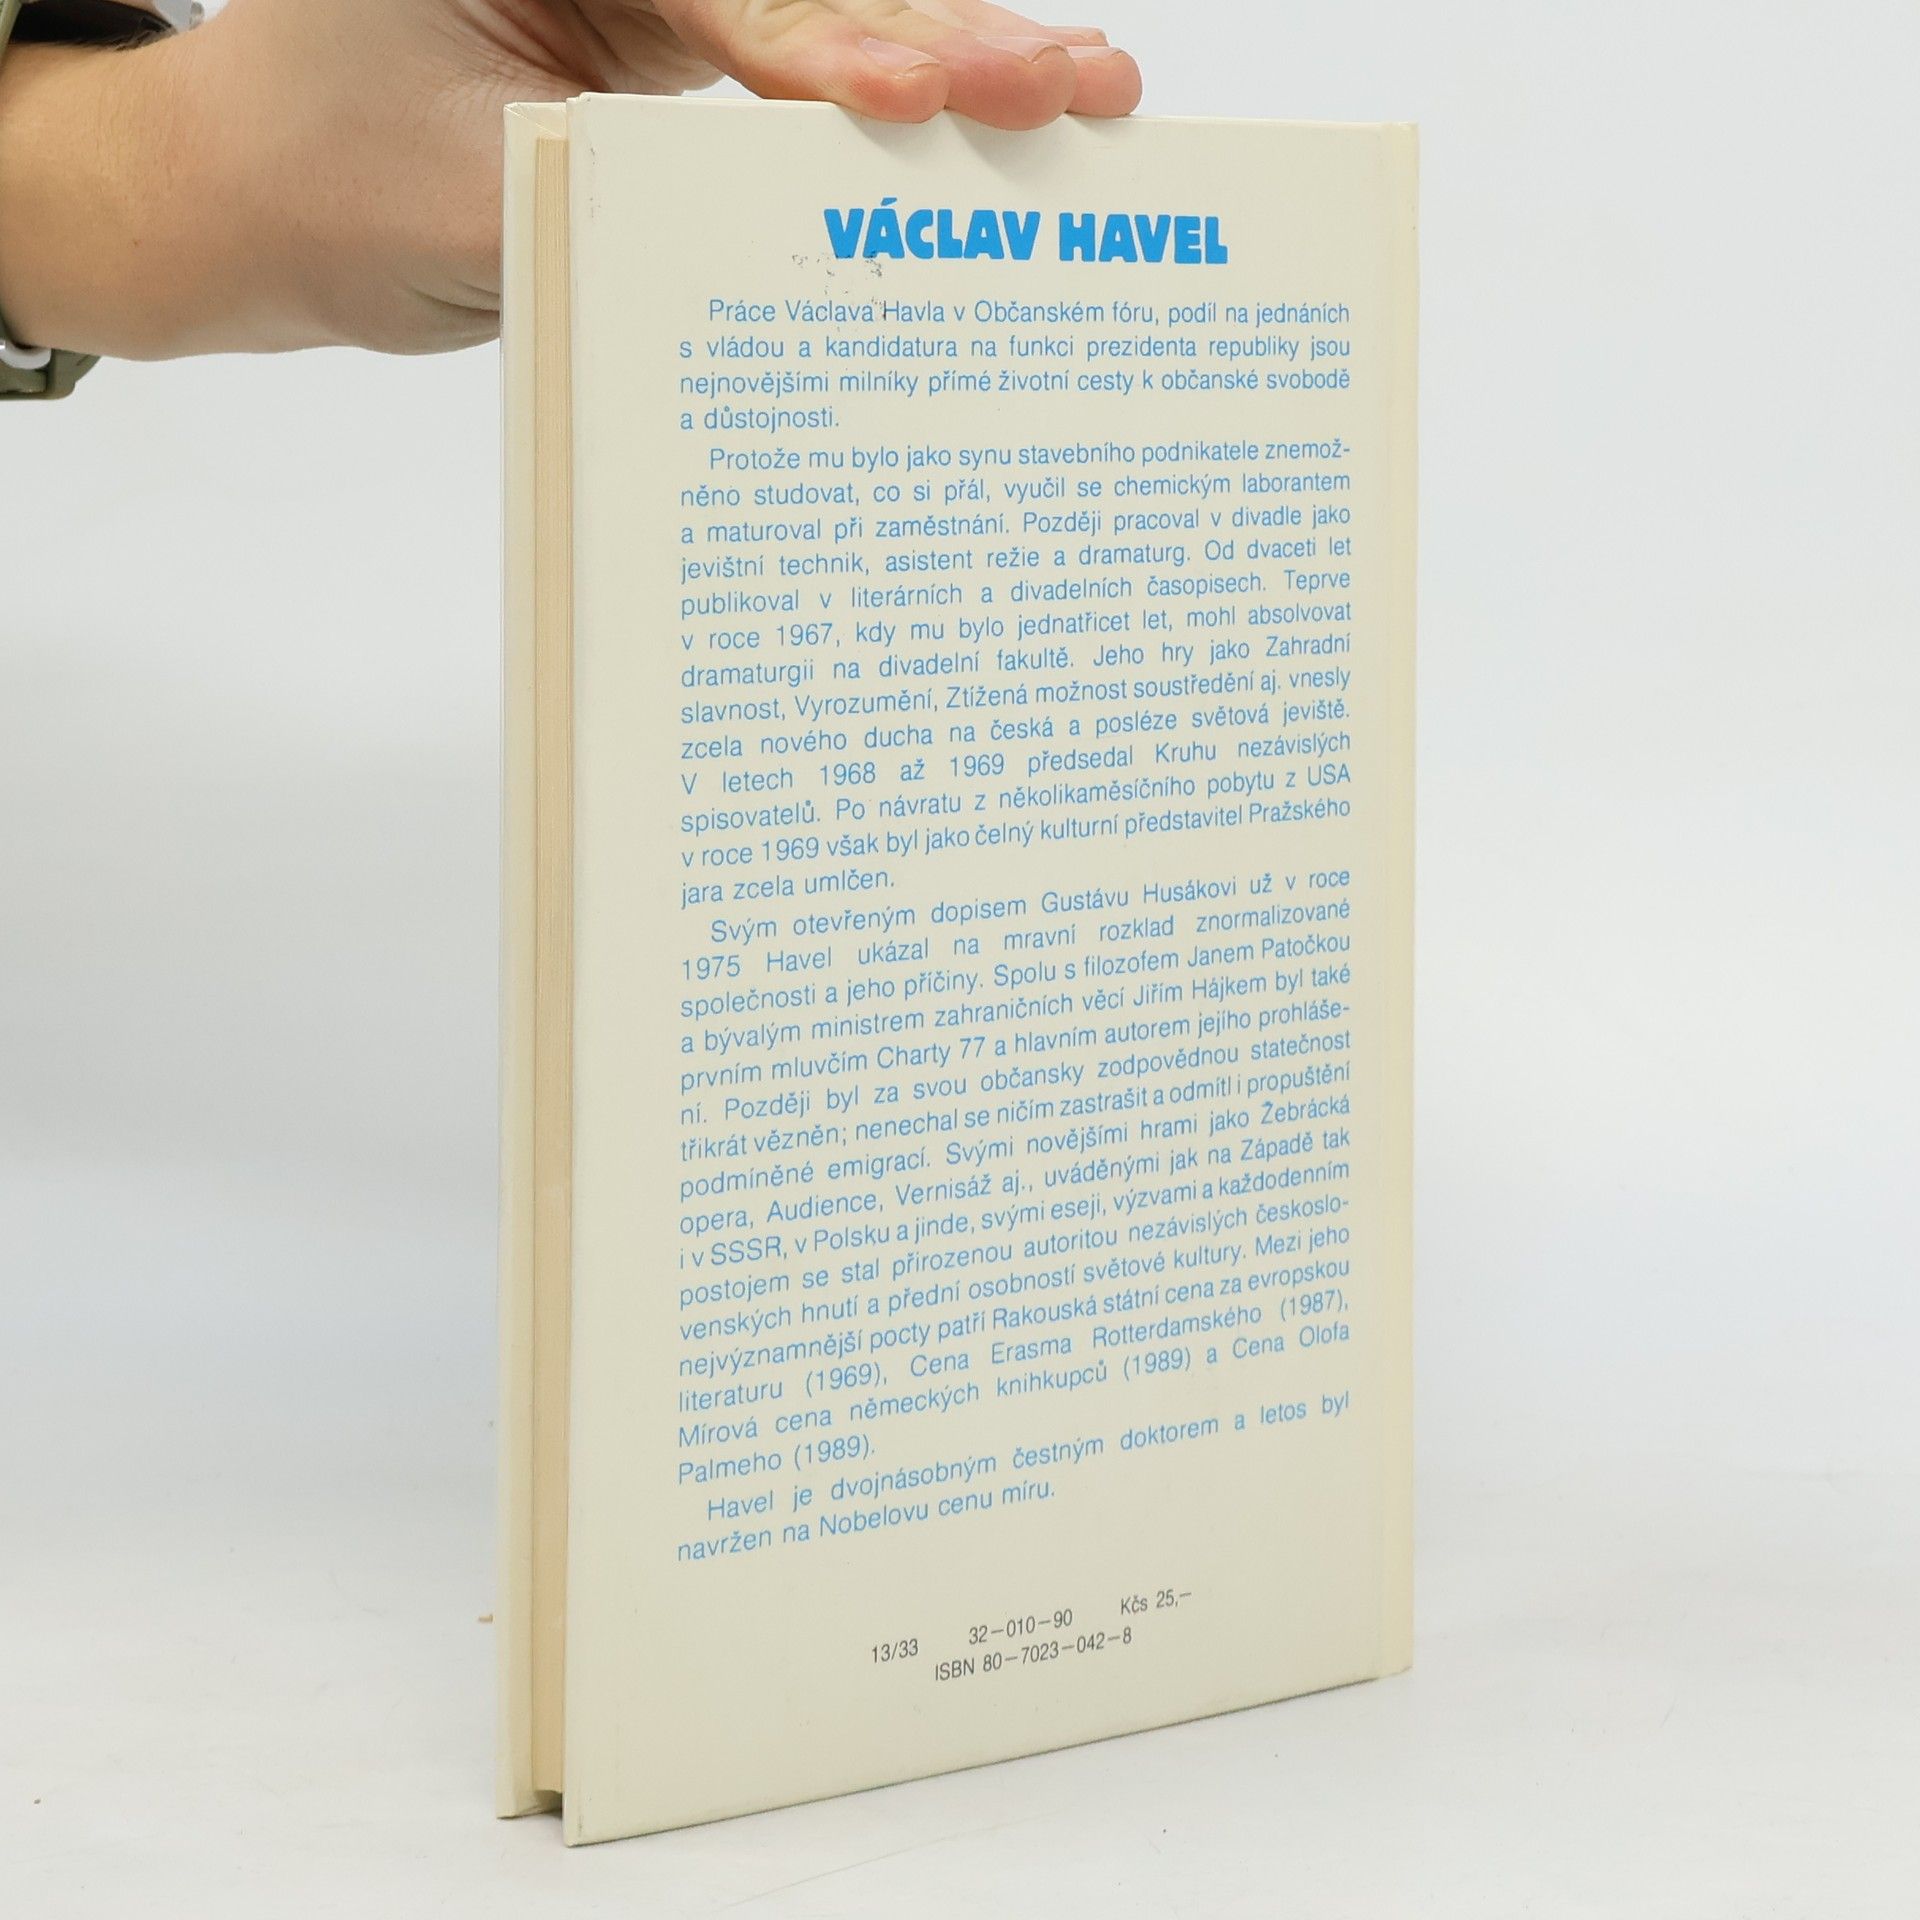 VÁCLAV HAVEL
Práce Václava Havla v Občanském fóru, podíl na jednáních
s vládou a kandidatura na funkci prezidenta republiky jsou
nejnovějšími milníky přímé životní cesty k občanské svobodě
a důstojnosti.
Protože mu bylo jako synu stavebního podnikatele znemož-
něno studovat, co si přál, vyučil se chemickým laborantem
a maturoval při zaměstnání. Později pracoval v divadle jako
jevištní technik, asistent režie a dramaturg. Od dvaceti let
publikoval v literárních a divadelních časopisech. Teprve
v roce 1967, kdy mu bylo jednatřicet let, mohl absolvovat
dramaturgii na divadelní fakultě. Jeho hry jako Zahradní
slavnost, Vyrozumění, Ztížená možnost soustředění aj. vnesly
zcela nového ducha na česká a posléze světová jeviště.
V letech 1968 až 1969 předsedal Kruhu nezávislých
spisovatelů. Po návratu z několikaměsíčního pobytu z USA
v roce 1969 však byl jako čelný kulturní představitel Pražského
jara zcela umlčen.
Svým otevřeným dopisem Gustávu Husákovi už v roce
1975 Havel ukázal na mravní rozklad znormalizované
společnosti a jeho příčiny. Spolu s filozofem Janem Patočkou
a bývalým ministrem zahraničních věcí Jiřím Hájkem byl také
prvním mluvčím Charty 77 a hlavním autorem jejího prohláše-
ní. Později byl za svou občansky zodpovědnou statečnost
třikrát vězněn; nenechal se ničím zastrašit a odmítl i propuštění
podmíněné emigrací. Svými novějšími hrami jako Žebrácká
opera, Audience, Vernisáž aj., uváděnými jak na Západě tak
i v SSSR, v Polsku a jinde, svými eseji, výzvami a každodenním
postojem se stal přirozenou autoritou nezávislých českoslo-
venských hnutí a přední osobností světové kultury. Mezi jeho
nejvýznamnější pocty patří Rakouská státní cena za evropskou
literaturu (1969), Cena Erasma Rotterdamského (1987),
Mírová cena německých knihkupců (1989) a Cena Olofa
Palmeho (1989).
Havel je dvojnásobným čestným doktorem a letos byl
navržen na Nobelovu cenu míru.
13/33 32—010—90 Kčs 25,—
ISBN 80—7023—042—8